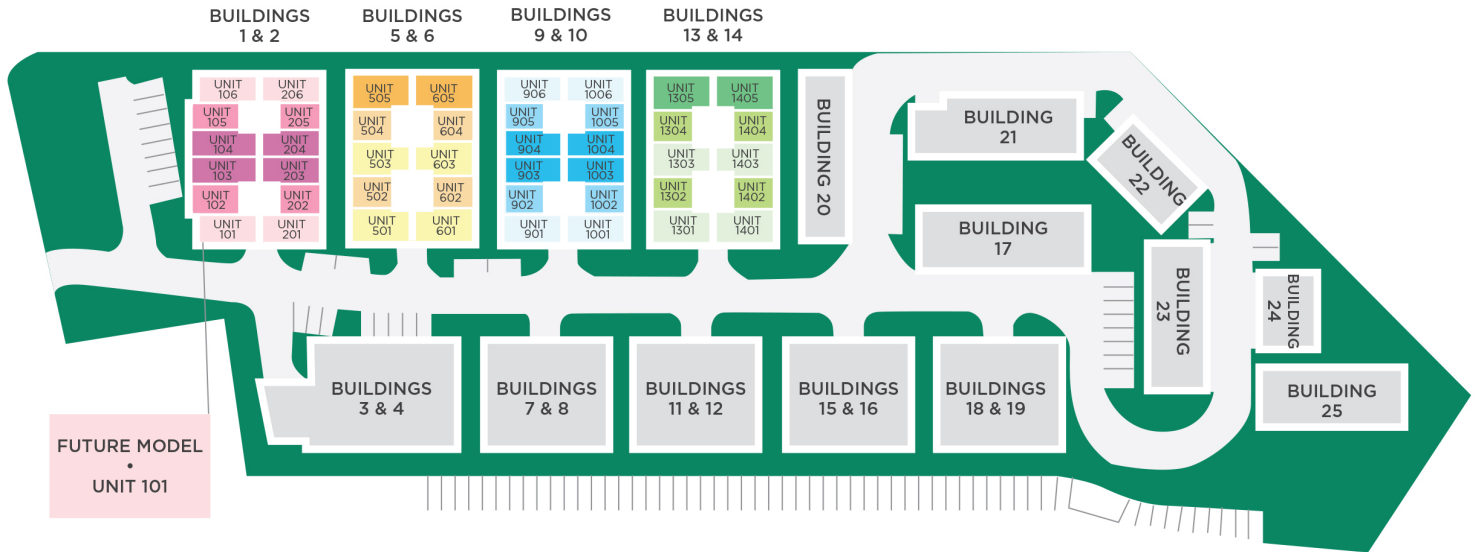 BUILDINGS
1 & 2
BUILDINGS
5 & 6
BUILDINGS
9 & 10
BUILDINGS
13 & 14
UNIT
106
UNIT
206
UNIT
105
UNIT
205
UNIT
104
UNIT
204
UNIT
103
UNIT
203
UNIT
102
UNIT
202
UNIT
101
UNIT
201
UNIT
505
UNIT
605
UNIT
504
UNIT
604
UNIT
503
UNIT
603
UNIT
502
UNIT
602
UNIT
501
UNIT
601
UNIT
906
UNIT
1006
UNIT
905
UNIT
1005
UNIT
904
UNIT
1004
UNIT
903
UNIT
1003
UNIT
902
UNIT
1002
UNIT
901
UNIT
1001
UNIT
1305
UNIT
1405
UNIT
1304
UNIT
1404
UNIT
1303
UNIT
1403
UNIT
1302
UNIT
1402
UNIT
1301
UNIT
1401
BUILDING 20
BUILDING
21
BUILDING
22
BUILDING
17
BUILDING
23
BUILDING
24
BUILDING
25
BUILDINGS
3 & 4
BUILDINGS
7 & 8
BUILDINGS
11 & 12
BUILDINGS
15 & 16
BUILDINGS
18 & 19
FUTURE MODEL
•
UNIT 101